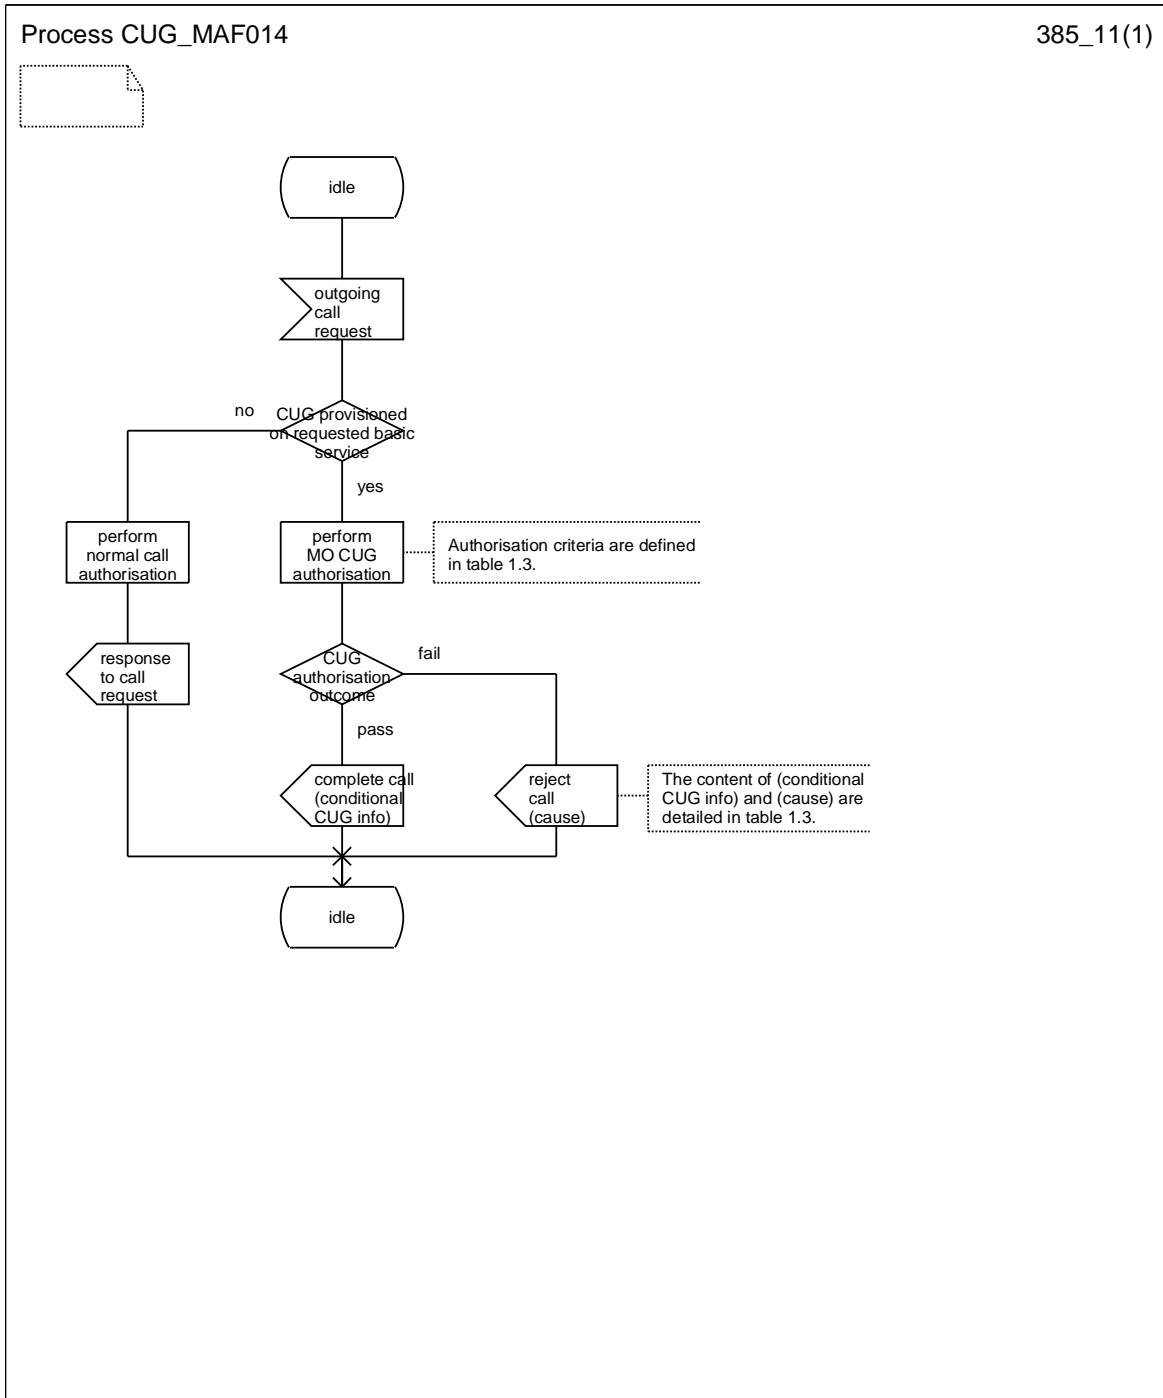 Process CUG_MAF014
385_11(1)
idle
outgoing
call
request
no
CUG provisioned
on requested basic
service
yes
perform
normal call
authorisation
perform
MO CUG
authorisation
Authorisation criteria are defined
in table 1.3.
response
to call
request
CUG
authorisation
outcome
fail
pass
complete call
(conditional
CUG info)
reject
call
(cause)
The content of (conditional
CUG info) and (cause) are
detailed in table 1.3.
idle